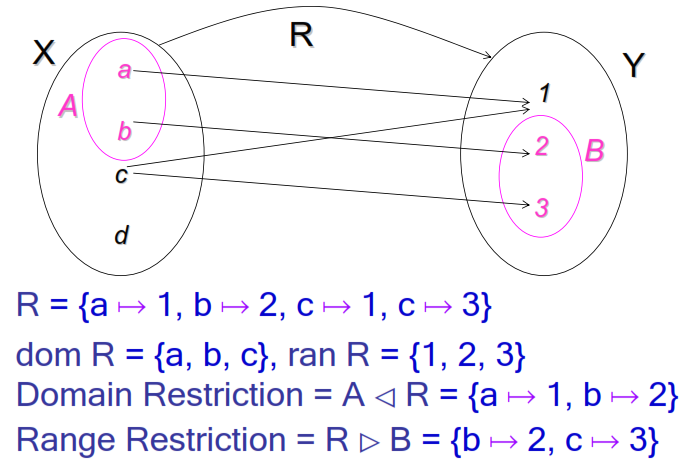 R
X
Y
a
1
A
b
2
B
c
3
d
R = {a ↦ 1, b ↦ 2, c ↦ 1, c ↦ 3}
dom R = {a, b, c}, ran R = {1, 2, 3}
Domain Restriction = A ◁ R = {a ↦ 1, b ↦ 2}
Range Restriction = R ▷ B = {b ↦ 2, c ↦ 3}